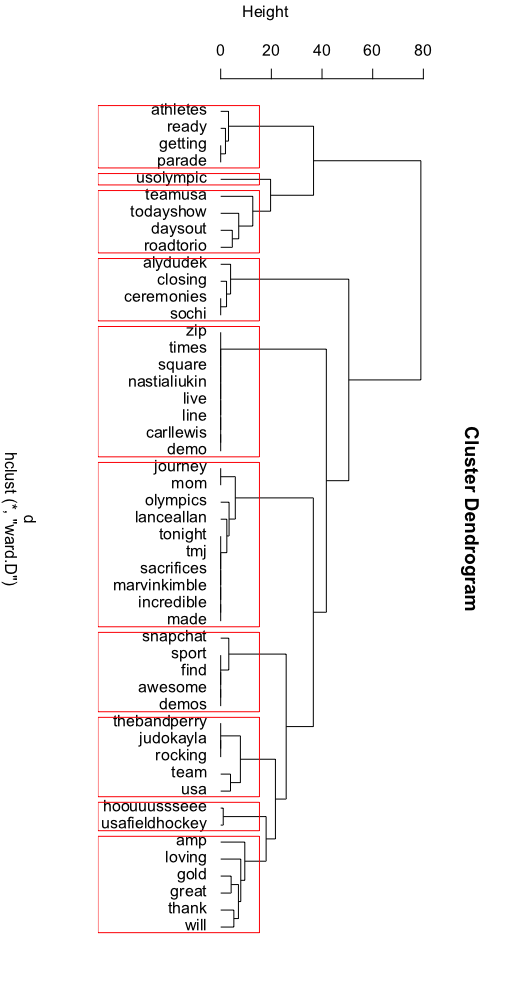 Height
0 20 40 60 80
athletes
ready
getting
parade
usolympic
teamusa
todayshow
daysout
roadtorio
alydudek
closing
ceremonies
sochi
zip
times
square
nastialiukin
live
line
carllewis
demo
journey
mom
olympics
lanceallan
tonight
tmj
sacrifices
marvinkimble
incredible
made
snapchat
sport
find
awesome
demos
thebandperry
judokayla
rocking
team
usa
hoouuussseee
usafieldhockey
amp
loving
gold
great
thank
will
Cluster Dendrogram
d
hclust (*, "ward.D")